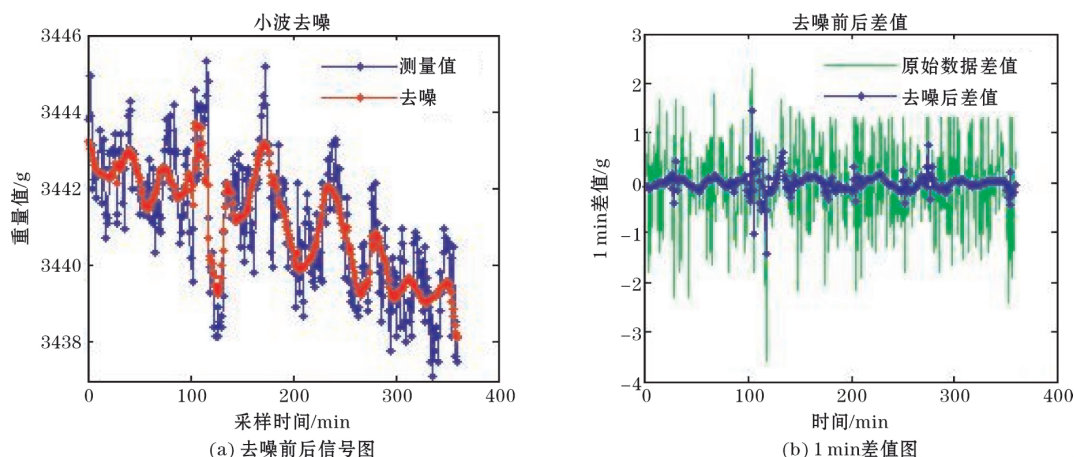 小波去噪
3446
3444
3442
3440
3438
重量值/g
测量值
去噪
0
100
200
300
400
采样时间/min
(a) 去噪前后信号图
去噪前后差值
3
2
1
0
-1
-2
-3
-4
1 min差值/g
原始数据差值
去噪后差值
0
100
200
300
400
时间/min
(b) 1 min差值图